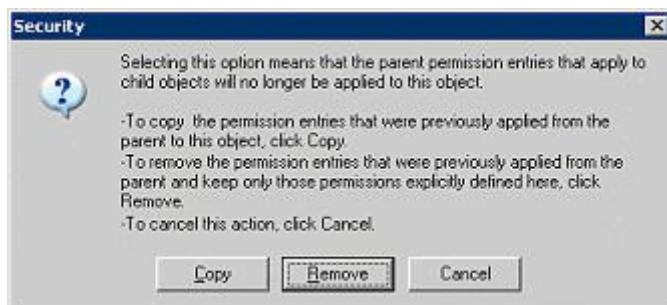 Security
Selecting this option means that the parent permission entries that apply to
child objects will no longer be applied to this object.
-To copy the permission entries that were previously applied from the
parent to this object, click Copy.
-To remove the permission entries that were previously applied from the
parent and keep only those permissions explicitly defined here, click
Remove.
-To cancel this action, click Cancel.
Copy Remove Cancel